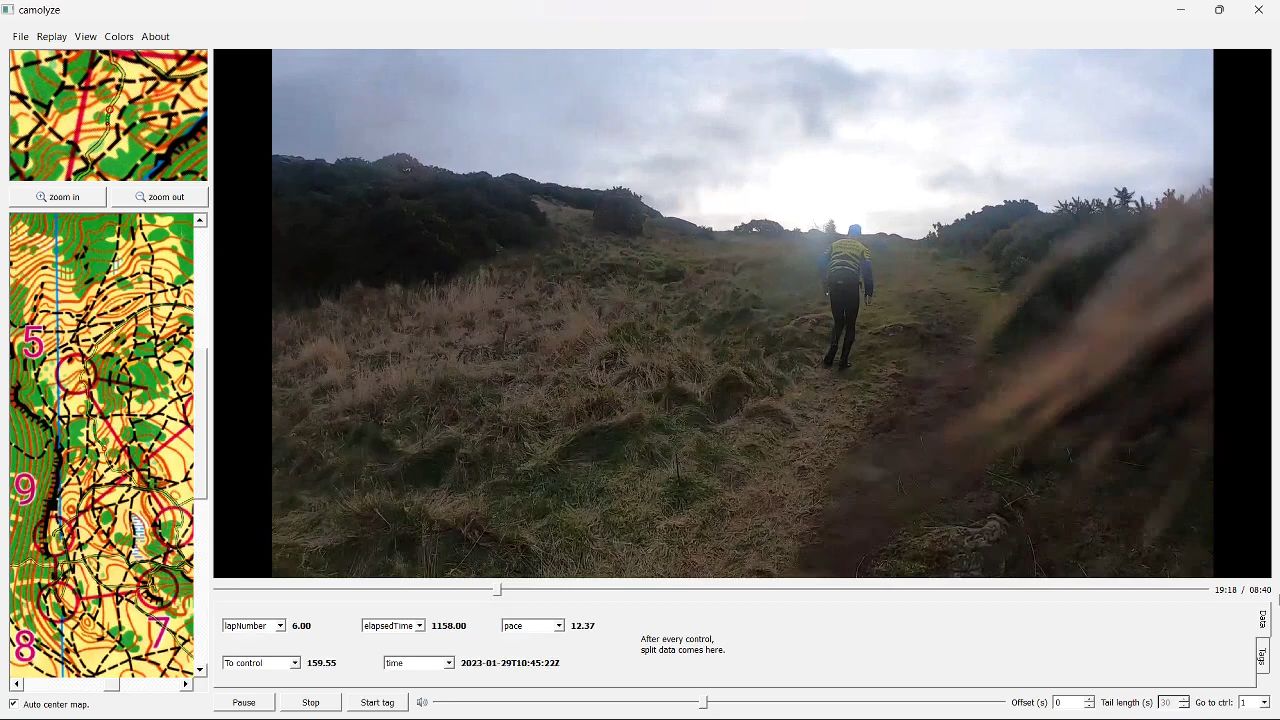 camolyze
File Replay View Colors About
zoom in zoom out
5
9
8
7
19:18 / 08:40
lapNumber 6.00 elapsedTime 1158.00 pace 12.37
After every control,
split data comes here.
To control 159.55 time 2023-01-29T10:45:22Z
Data
Tags
Auto center map.
Pause Stop Start tag Offset (s) 0 Tail length (s) 30 Go to ctrl: 1